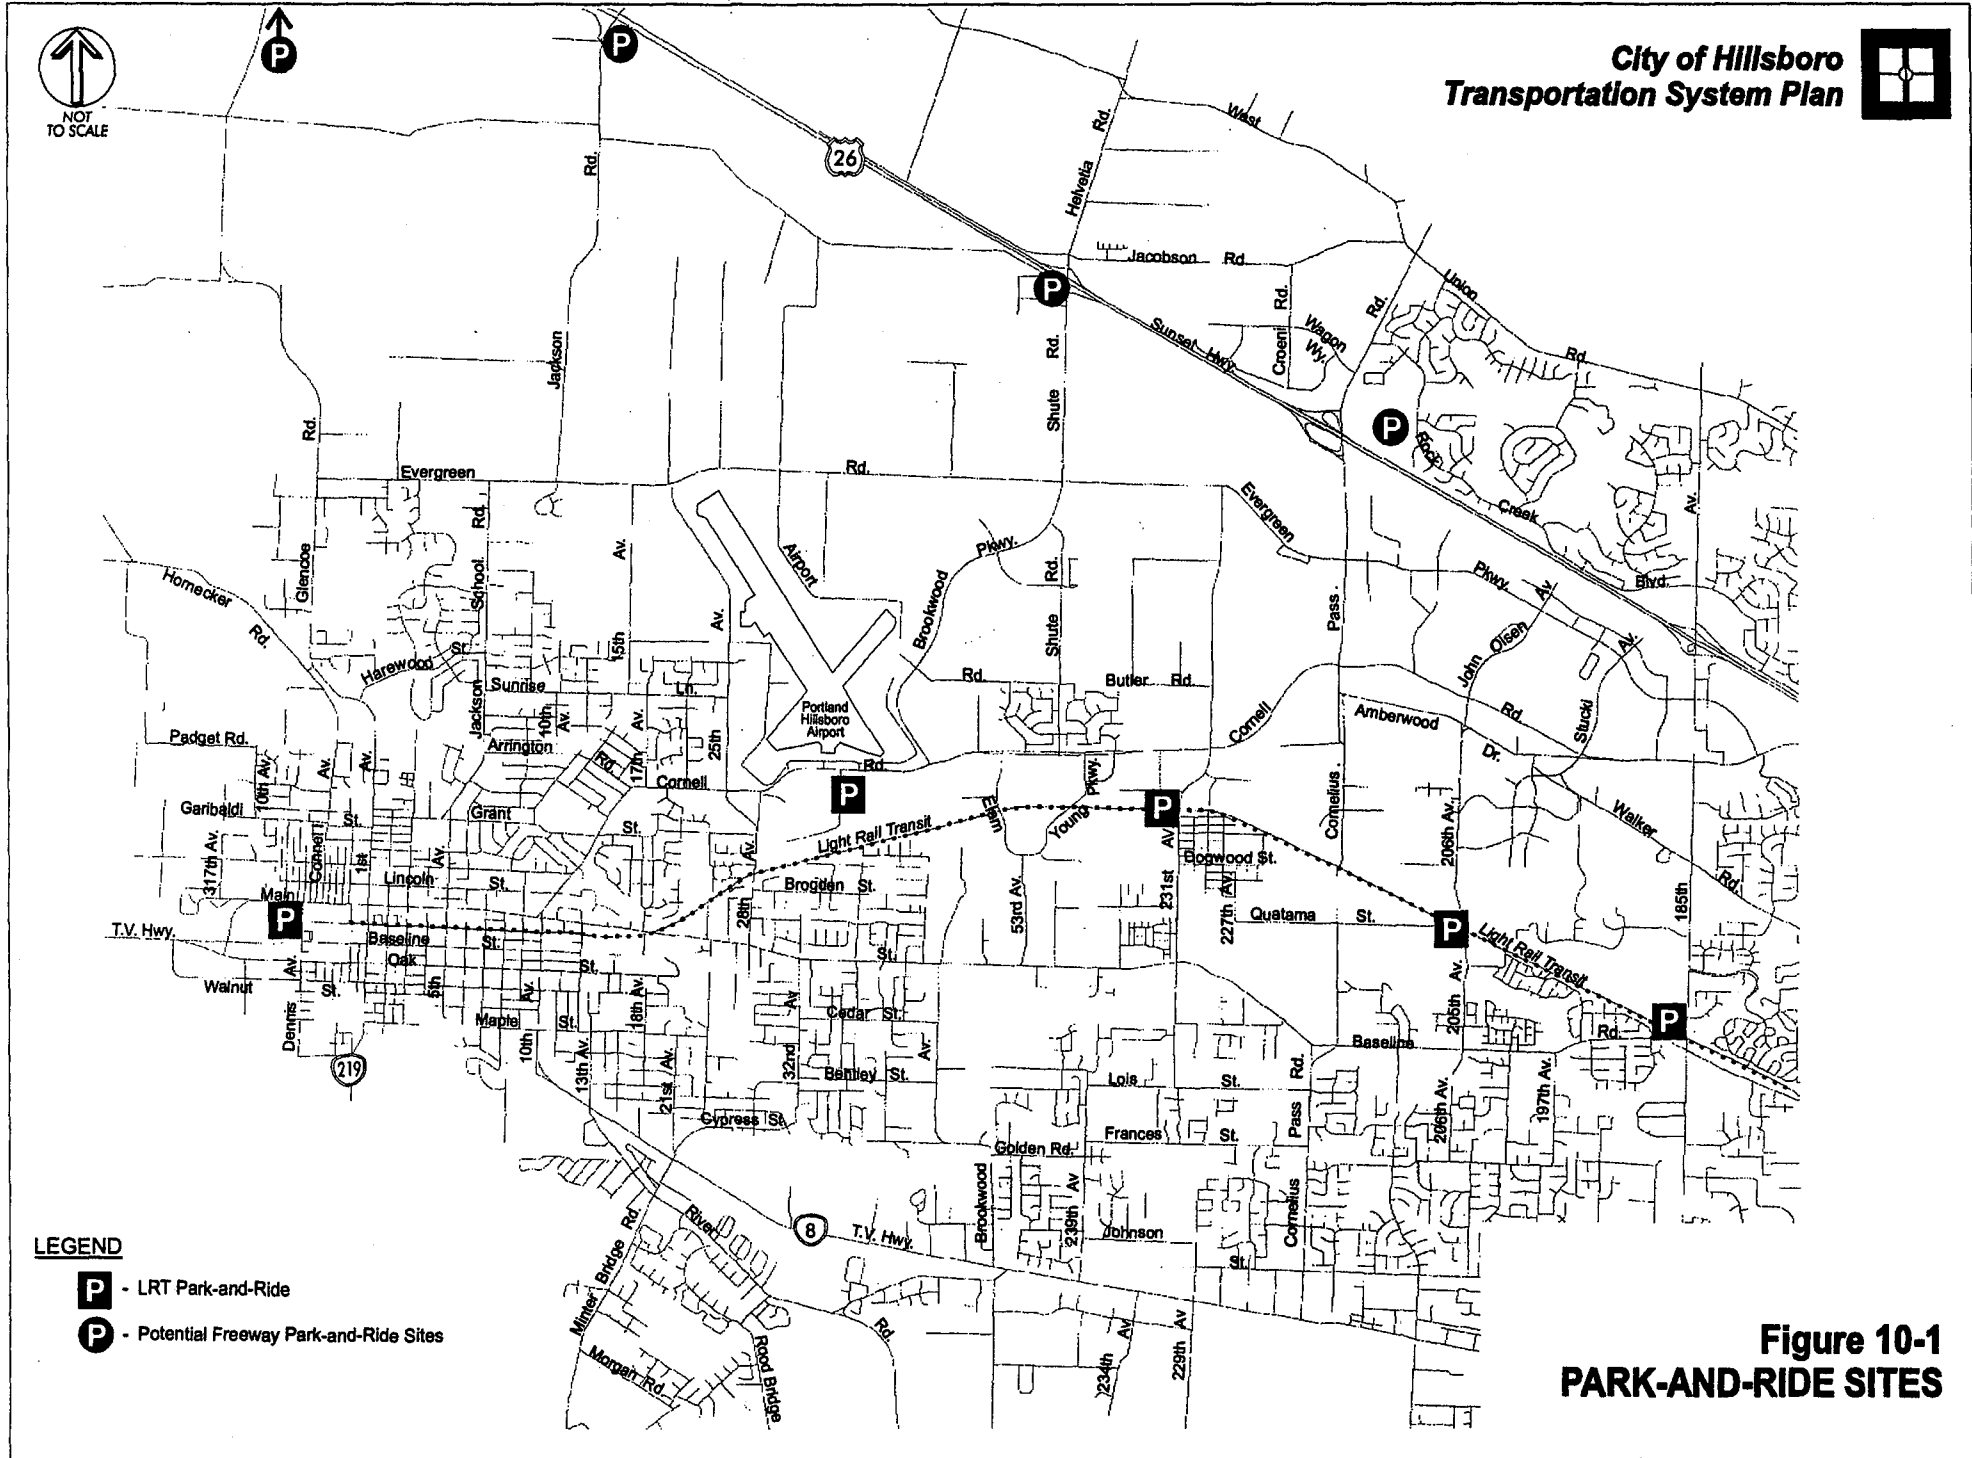 P
P
NOT
TO SCALE
City of Hillsboro
Transportation System Plan
26
West
Rd.
Helvetia
Rd.
Jacobson Rd.
P
Union
Rd.
Rd.
Croeni Rd.
Wagon
Wy.
Sunset Hwy.
Rd.
Shute
Jackson
Rd.
P
Rock
Creek
Blvd.
Av.
Evergreen Rd.
Evergreen
Pkwy.
Glencoe
School Rd.
Av.
15th
Airport
Brookwood
Pkwy.
Rd.
Shute
Pass.
John Olsen Av.
Av.
Stucki
Hornecker
Rd.
Harewood St.
Sunrise Ln.
Av.
25th
Rd.
Butler Rd.
Jackson
10th
Av.
Av.
17th
Arrington
Rd.
Portland
Hillsboro
Airport
Cornell
Rd.
Amberwood
Dr.
Padget Rd.
10th Av.
Av.
Av.
Cornell
Rd.
Pkwy.
Cornelius
P
P
Garibaldi
St.
Grant
St.
Elam
Young
Light Rail Transit
Walker
Rd.
206th Av.
317th Av.
Connell
1st
Av.
Lincoln St.
Av.
28th
Brogden St.
Av
231st
Dogwood St.
227th Av.
53rd Av.
185th
Main
P
Quatama St.
P
Light Rail Transit
T.V. Hwy.
Baseline
St.
Oak
St.
St.
Av.
Walnut
St.
5th
Av.
18th Av.
Av
Cedar St.
Av.
205th
P
Rd.
Dennis
Maple St.
10th
13th Av.
32nd
Av.
Baseline
219
21st Av.
Bentley St.
Lois St.
Rd.
Pass
206th Av.
197th Av.
Cypress St.
Golden Rd.
Frances St.
Brookwood
239th Av
Cornelius
River
Rd.
8
T.V. Hwy.
Johnson
St.
Minter Bridge Rd.
Rd.
Rood Bridge
Morgan Rd.
234th Av
229th Av
LEGEND
P - LRT Park-and-Ride
P - Potential Freeway Park-and-Ride Sites
Figure 10-1
PARK-AND-RIDE SITES